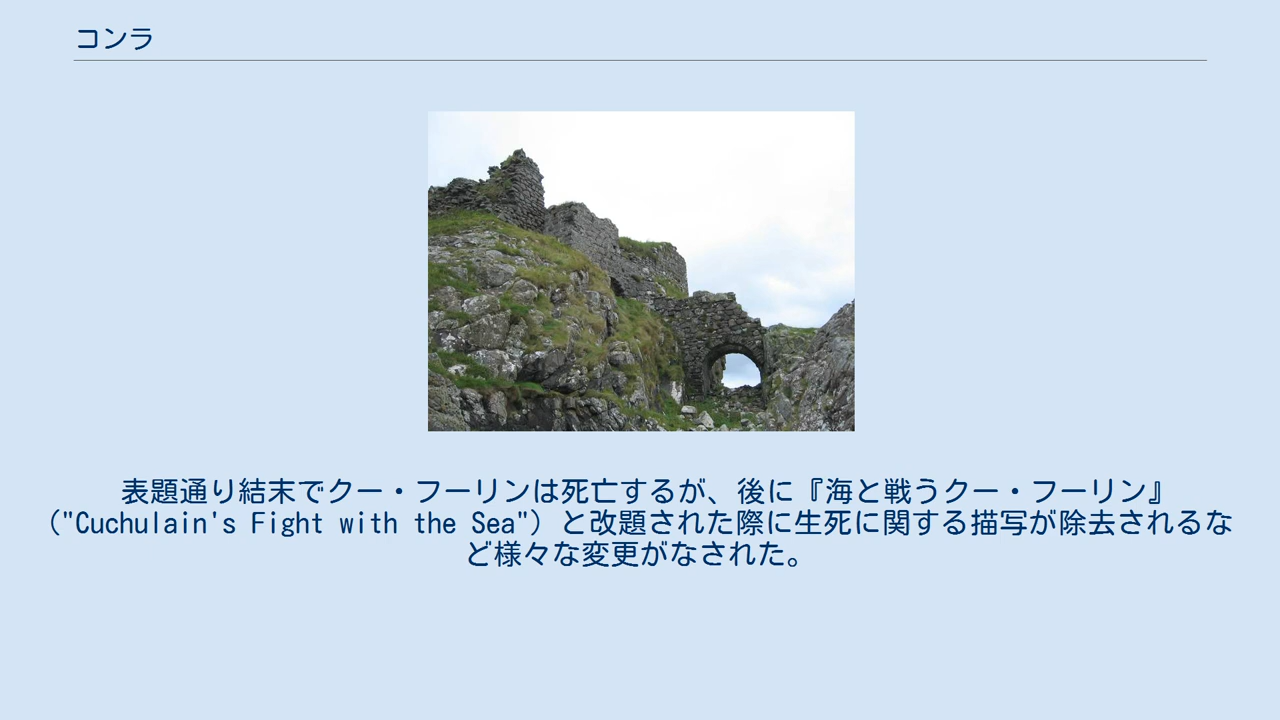 コンラ
表題通り結末でクー・フーリンは死亡するが、後に『海と戦うクー・フーリン』
（"Cuchulain's Fight with the Sea"）と改題された際に生死に関する描写が除去されるな
ど様々な変更がなされた。